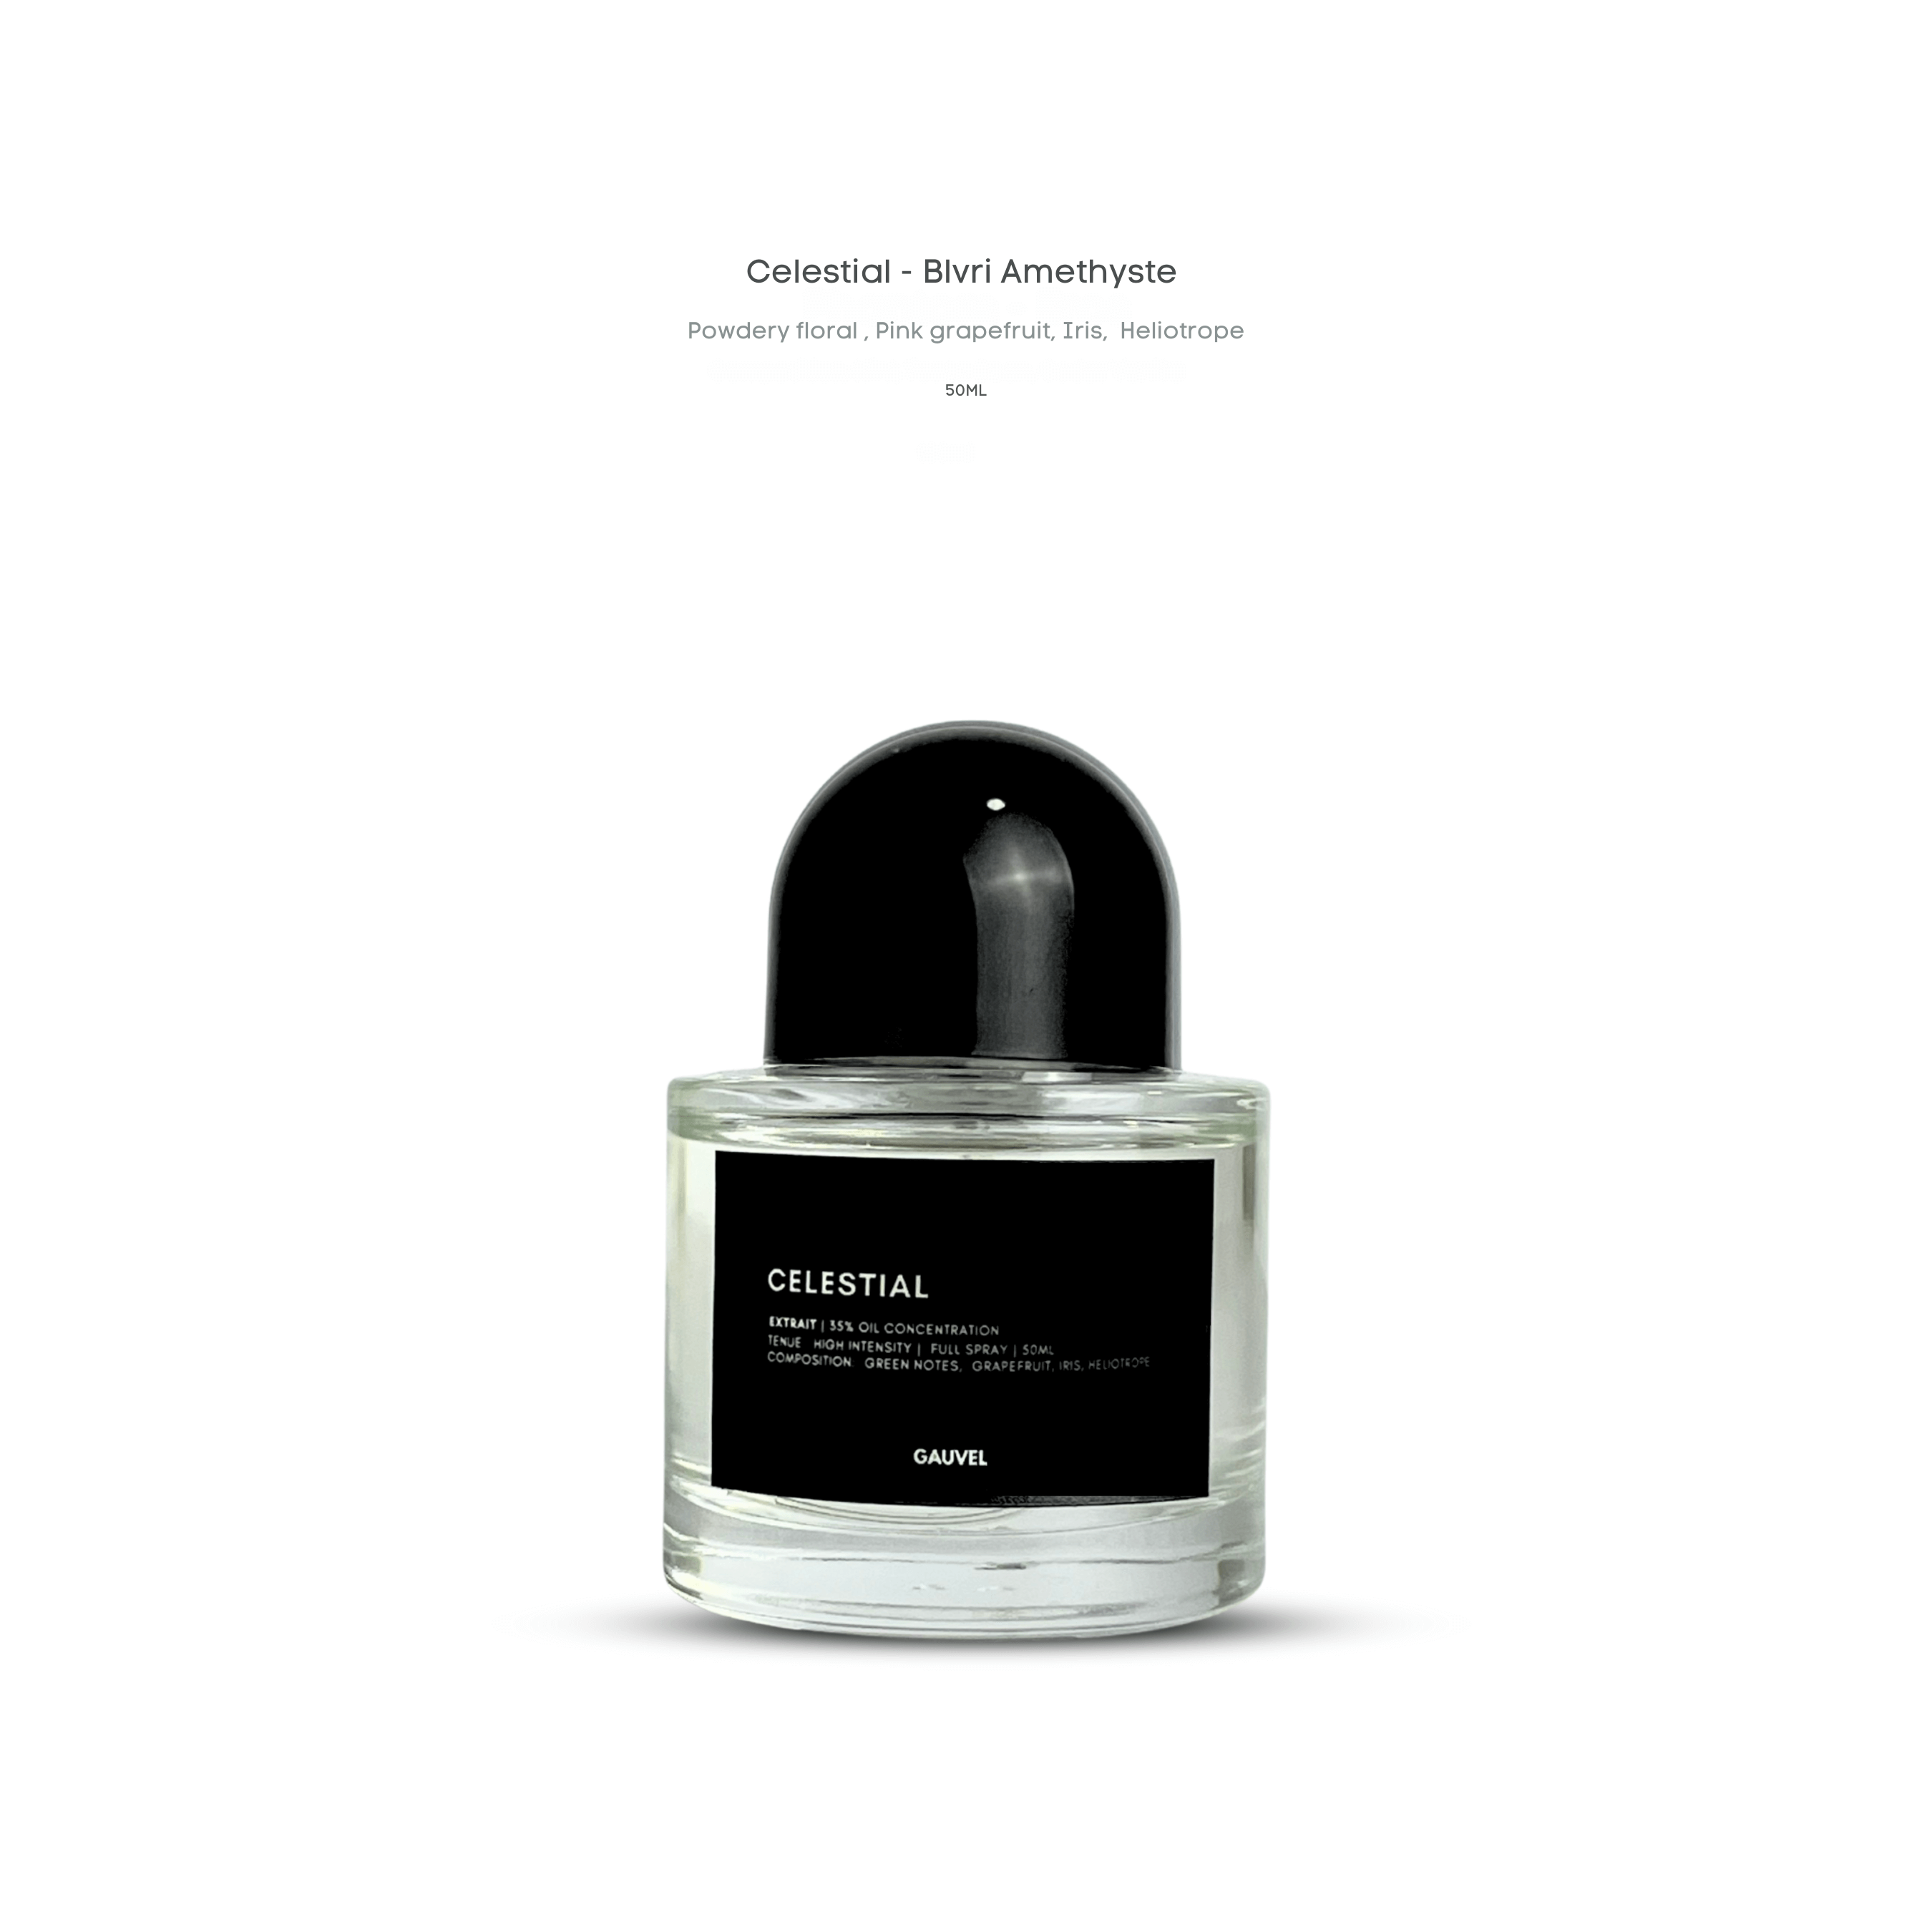 Celestial - Blvri Amethyste
Powdery floral , Pink grapefruit, Iris, Heliotrope
50ML
CELESTIAL
EXTRAIT | 35% OIL CONCENTRATION
TENUE HIGH INTENSITY | FULL SPRAY | 50ML
COMPOSITION GREEN NOTES, GRAPEFRUIT, IRIS, HELIOTROPE
GAUVEL